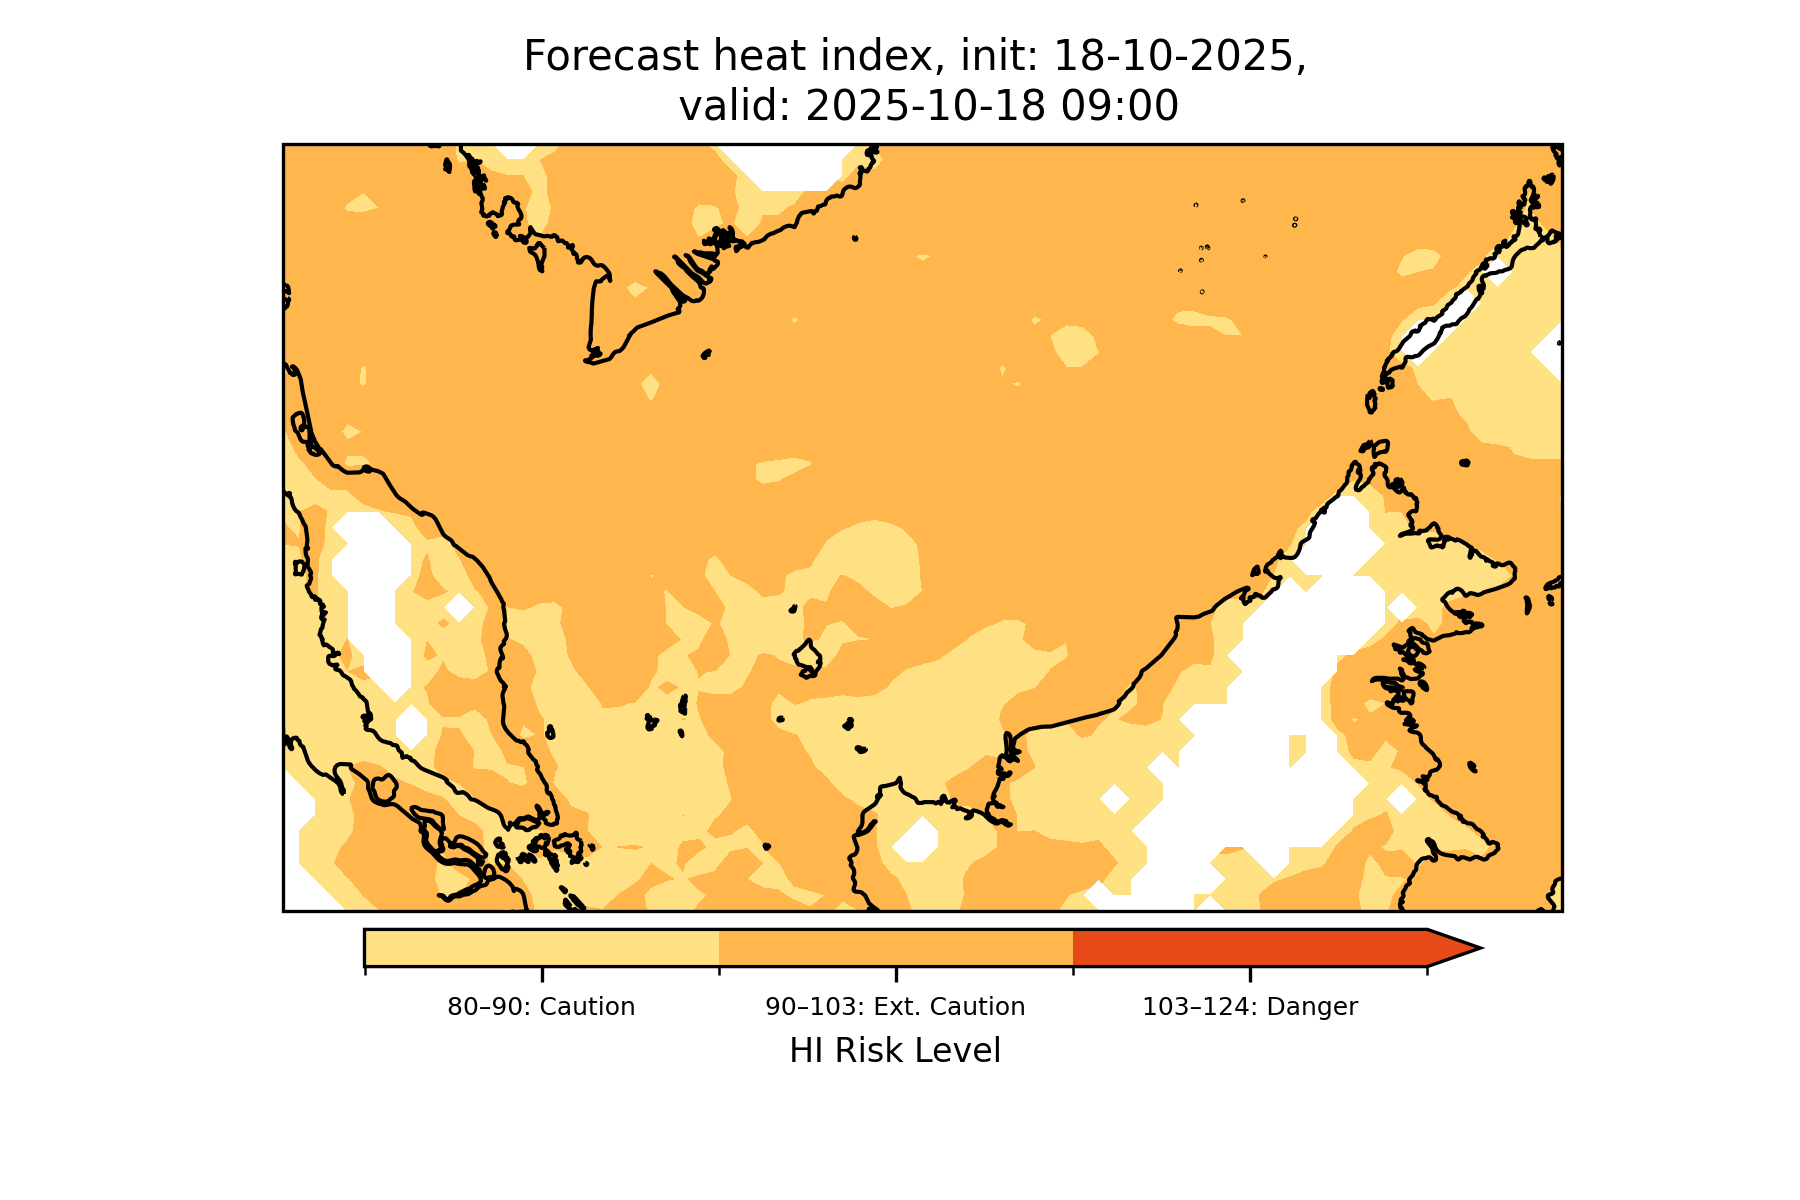 Forecast heat index, init: 18-10-2025,
valid: 2025-10-18 09:00
80–90: Caution
90–103: Ext. Caution
103–124: Danger
HI Risk Level